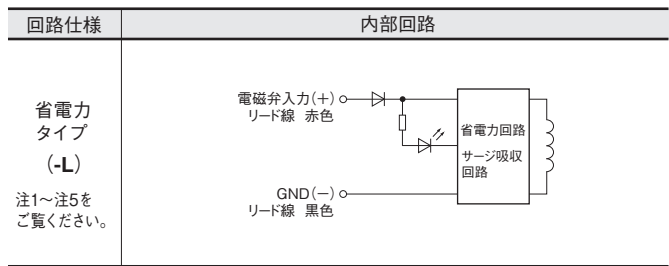 回路仕様
内部回路
省電力
タイプ
(-L)
注1～注5を
ご覧ください。
電磁弁入力(+)
リード線 赤色
省電力回路
サージ吸収
回路
GND(−)
リード線 黒色